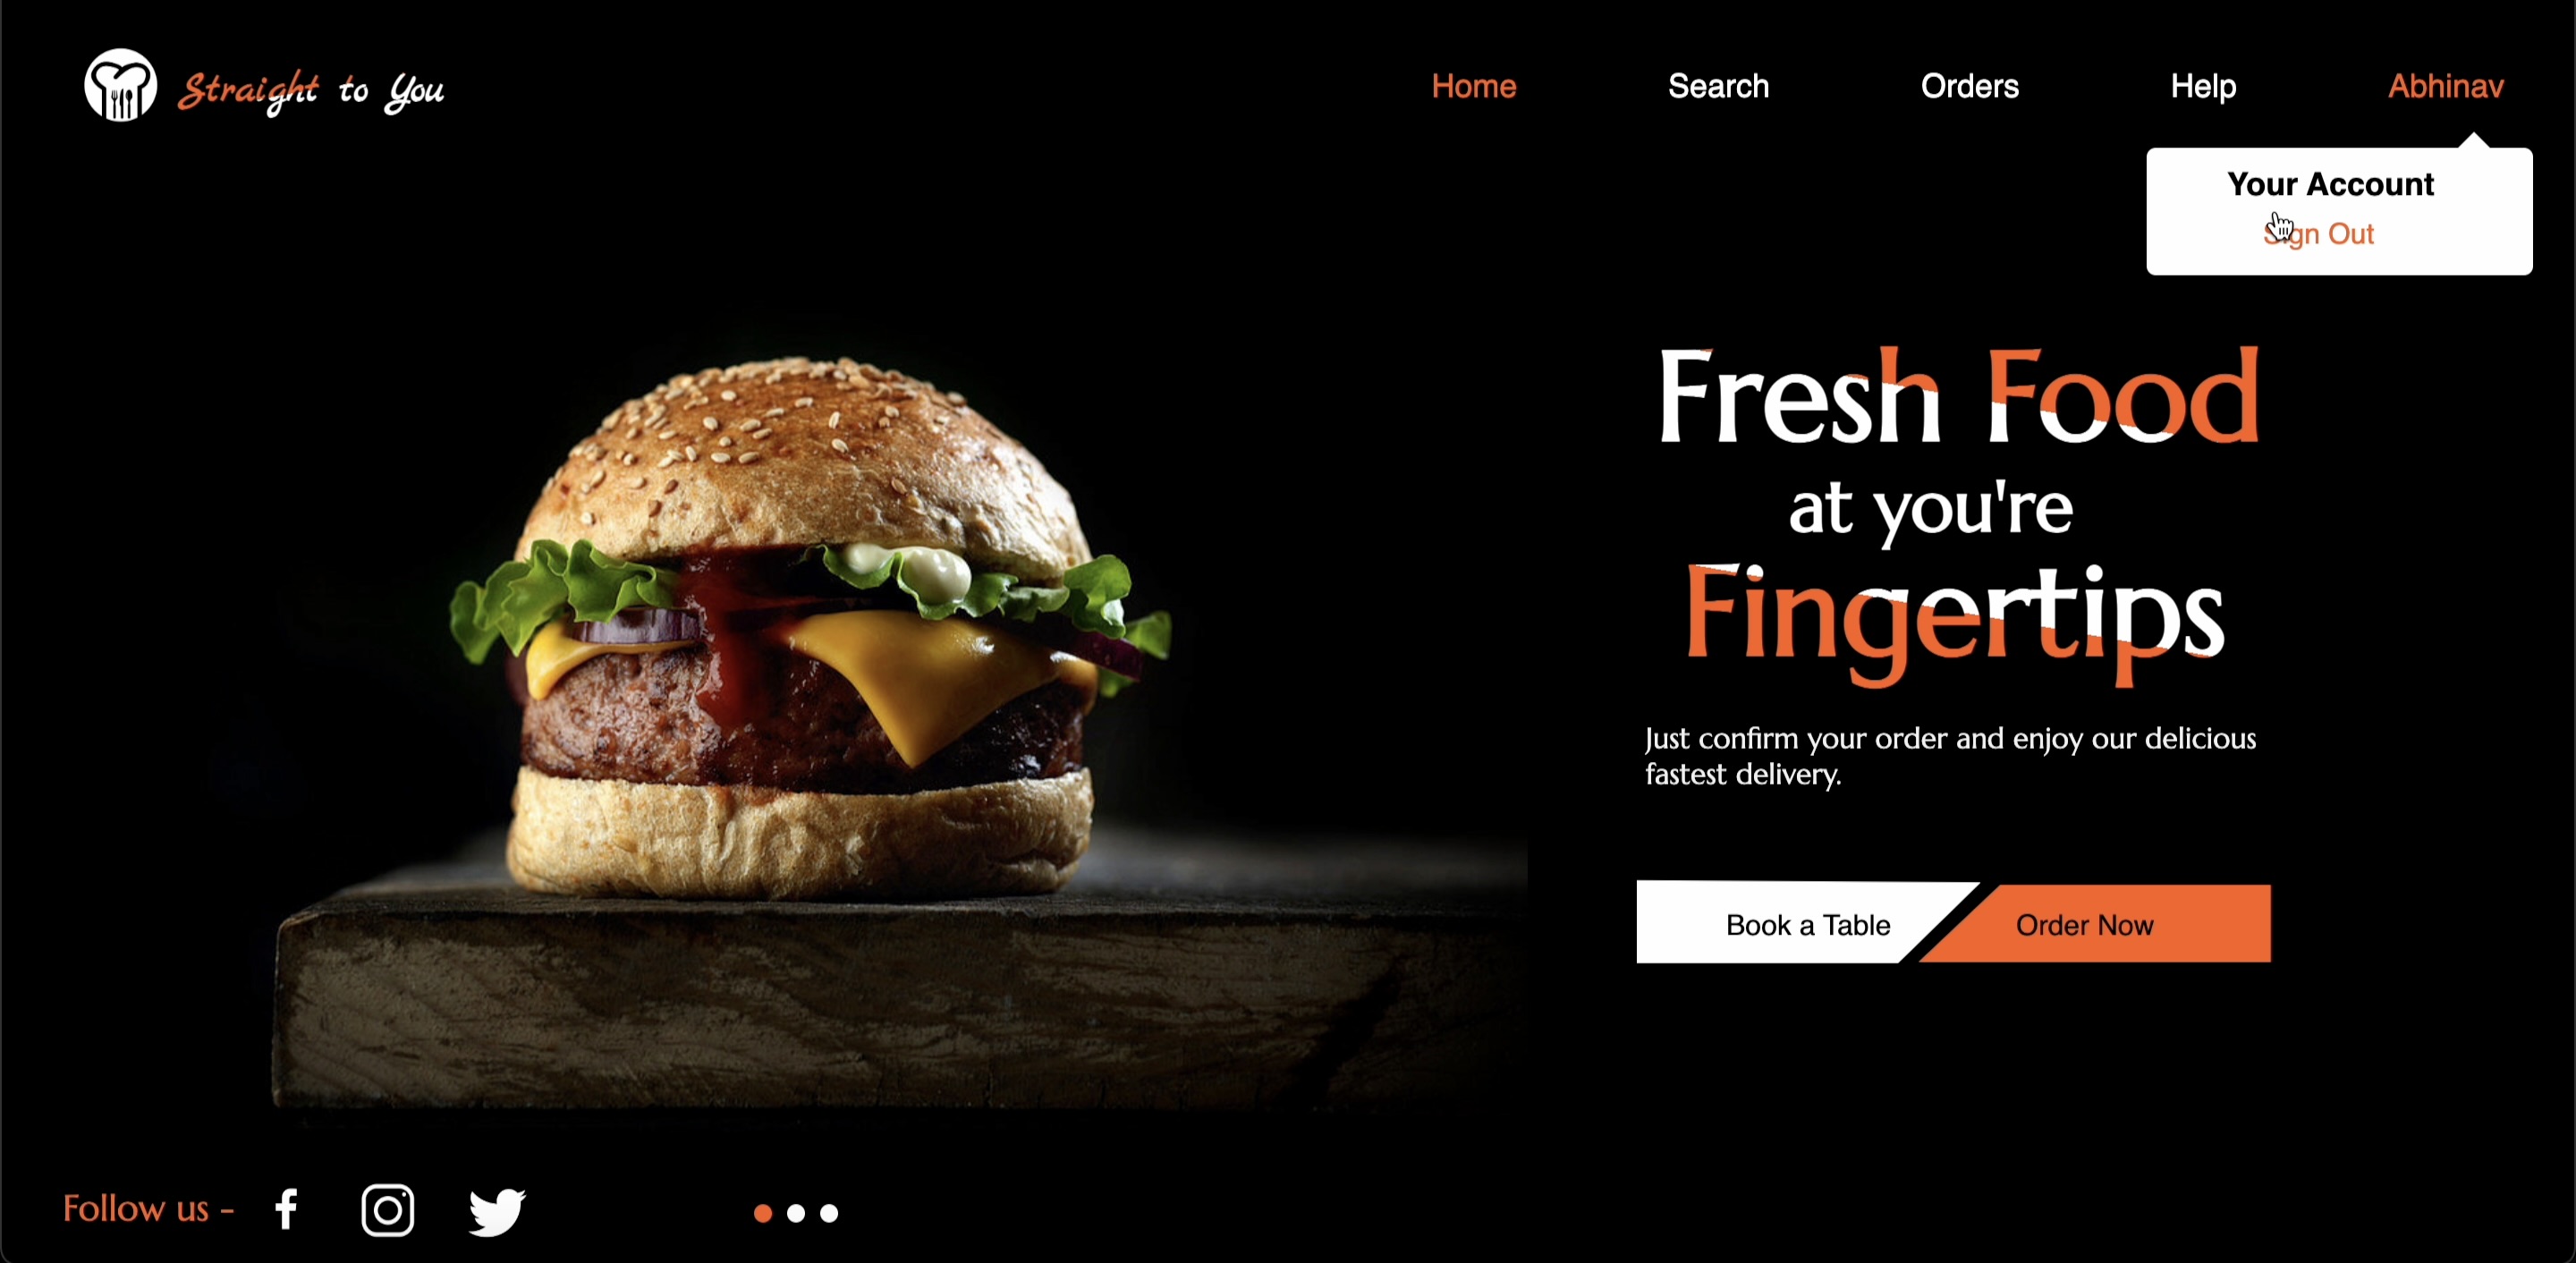 Straight to You
Home Search Orders Help Abhinav
Your Account
Sign Out
Fresh Food
at you're
Fingertips
Just confirm your order and enjoy our delicious
fastest delivery.
Book a Table Order Now
Follow us -